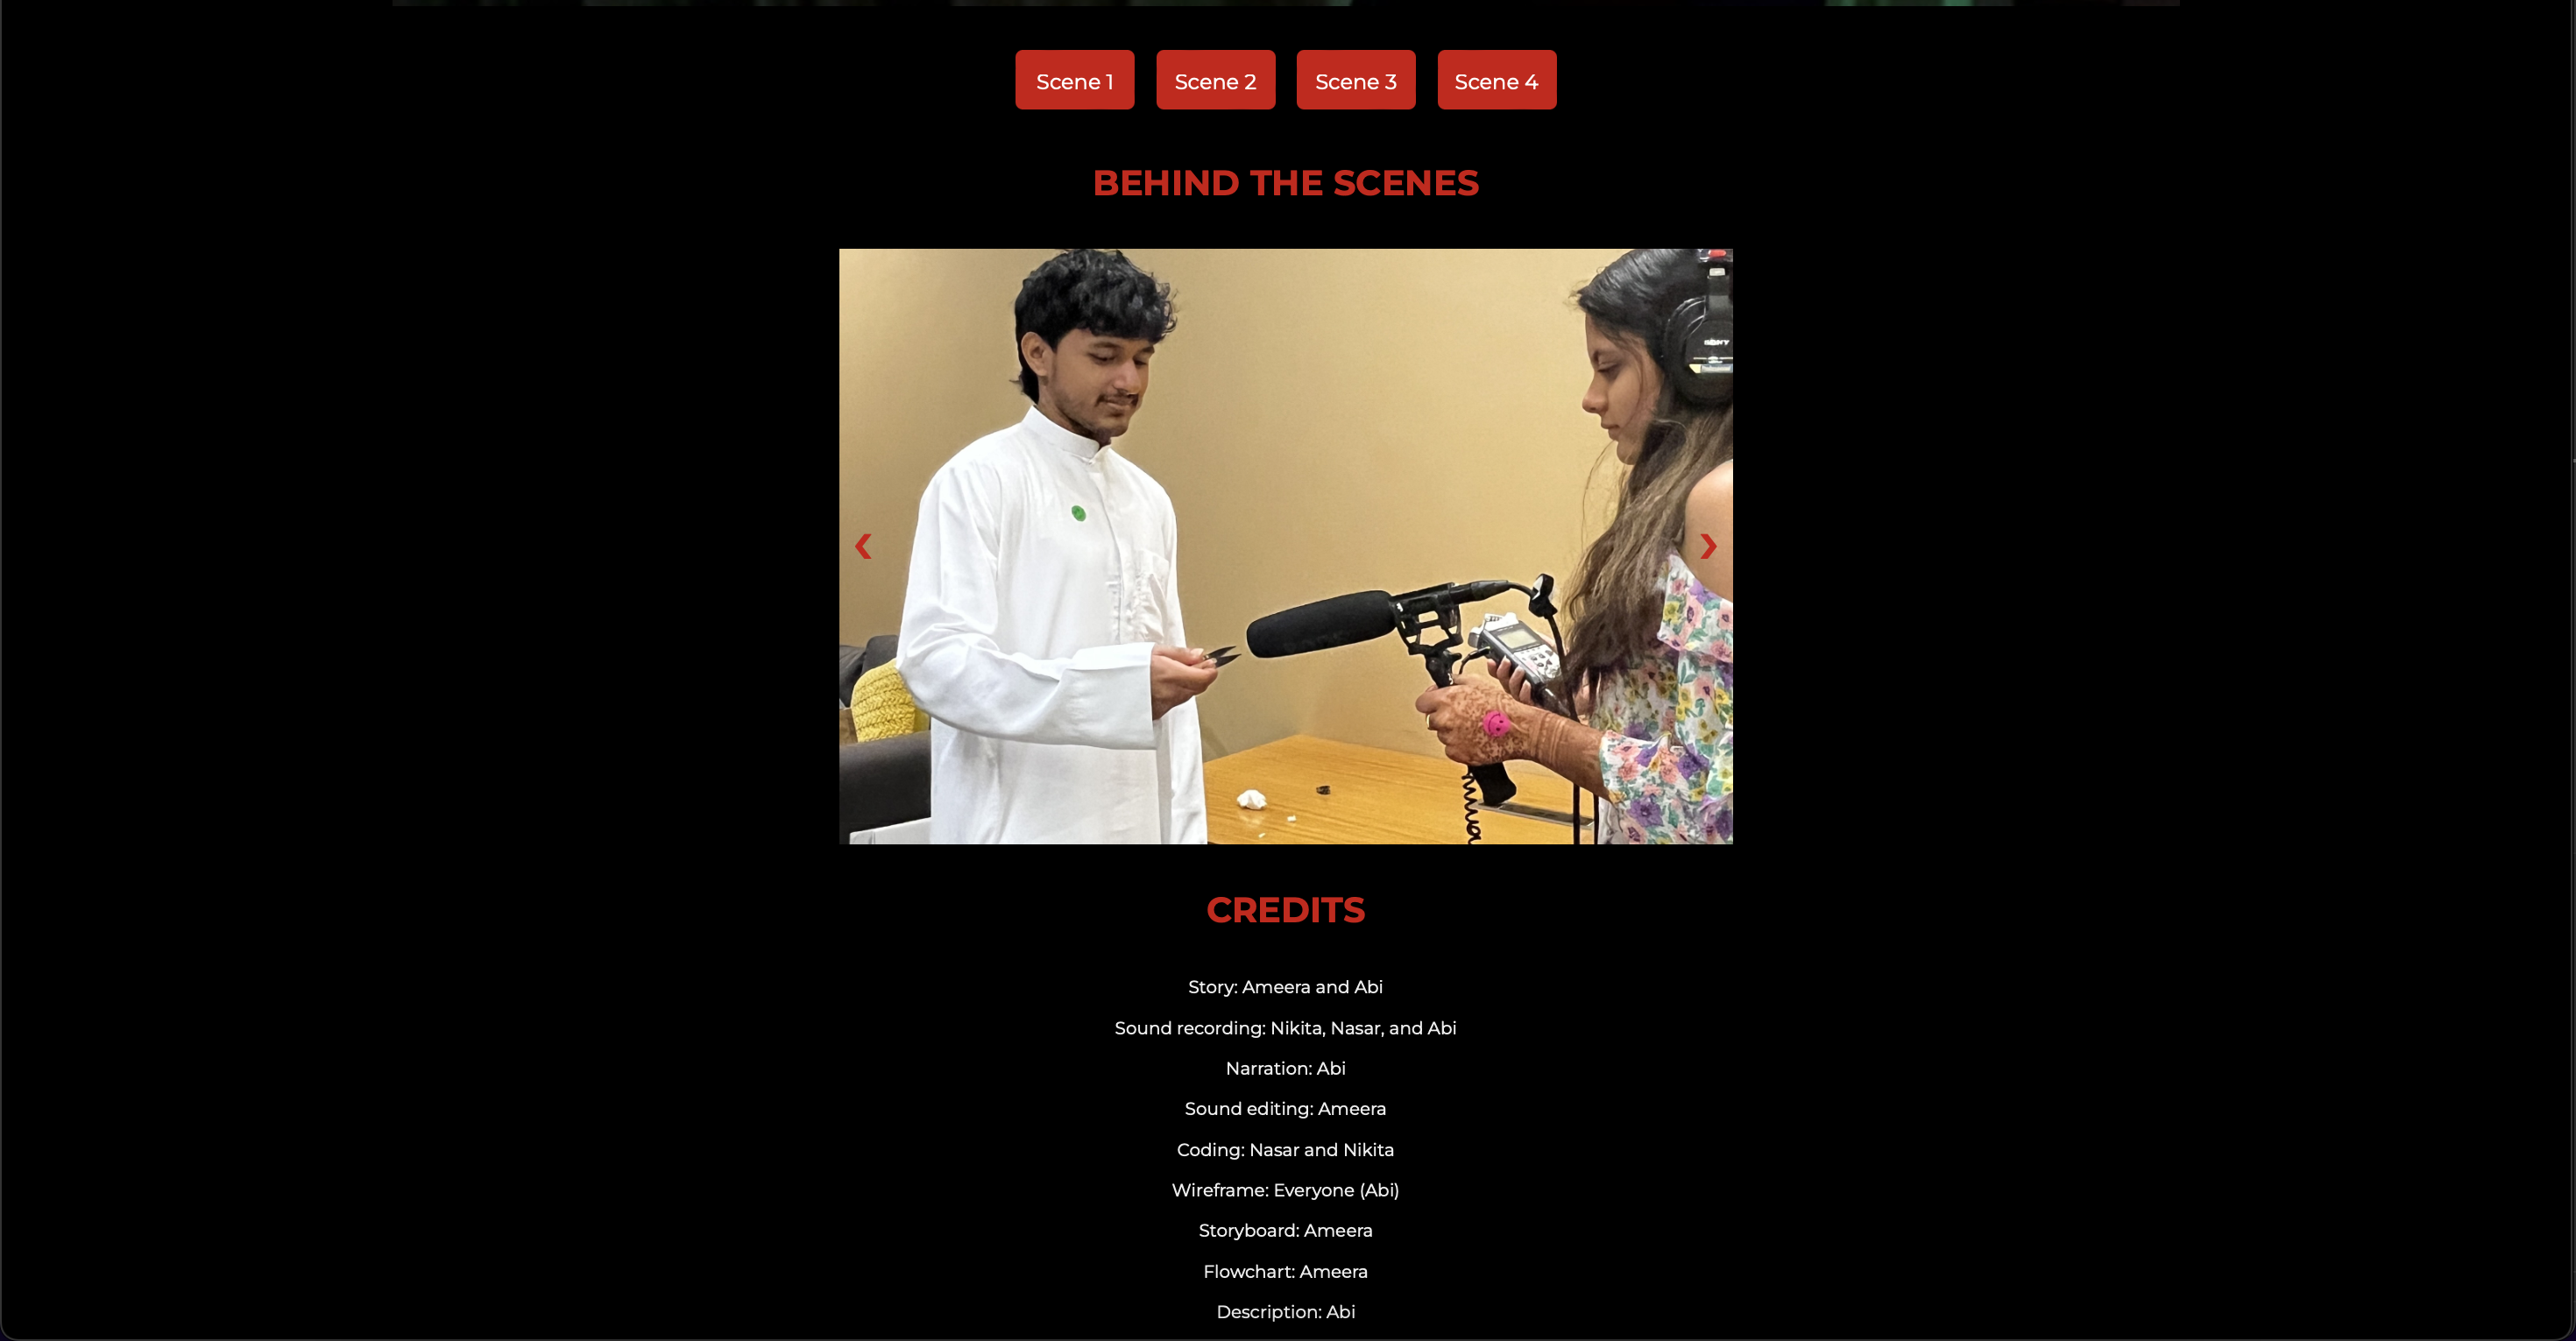 Scene 1
Scene 2
Scene 3
Scene 4
BEHIND THE SCENES
SONY
CREDITS
Story: Ameera and Abi
Sound recording: Nikita, Nasar, and Abi
Narration: Abi
Sound editing: Ameera
Coding: Nasar and Nikita
Wireframe: Everyone (Abi)
Storyboard: Ameera
Flowchart: Ameera
Description: Abi